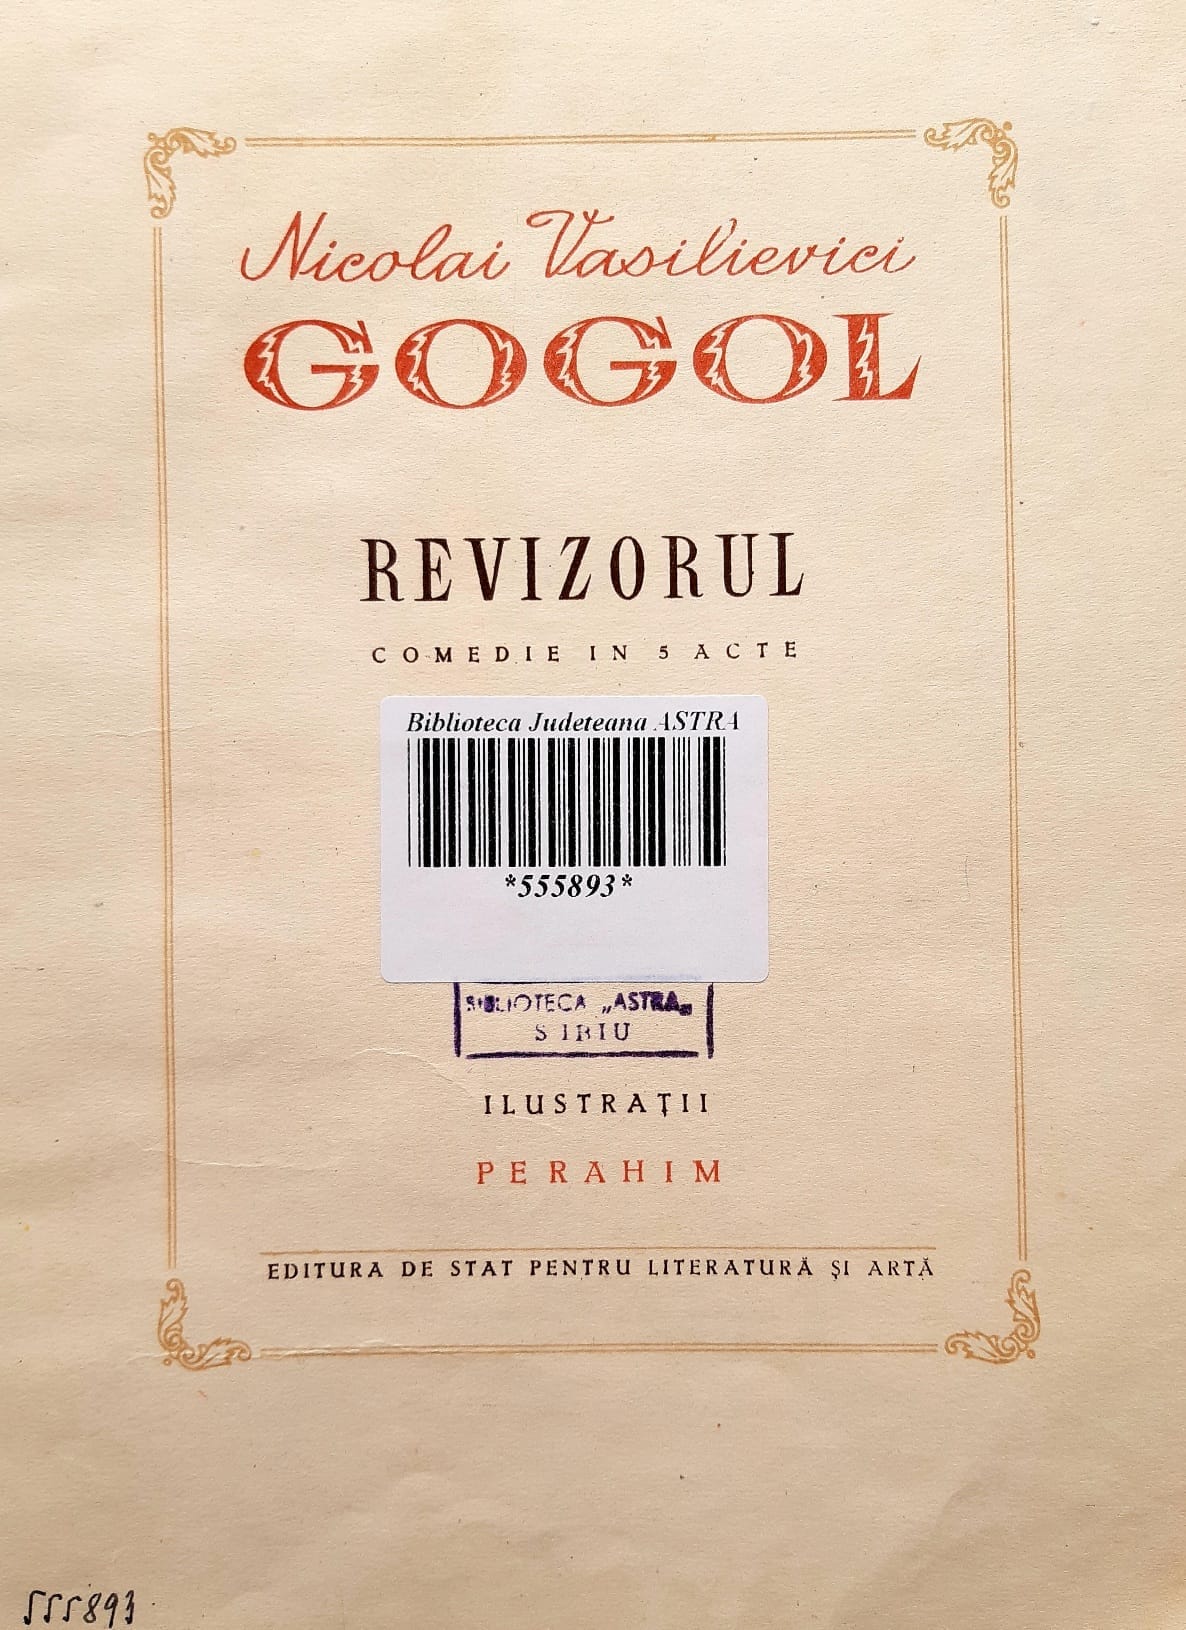 Nicolai Vasilievici
GOGOL
REVIZORUL
COMEDIE IN 5 ACTE
Biblioteca Judeteana ASTRA
*555893*
BIBLIOTECA „ASTRA„
SIBIU
ILUSTRAȚII
PERAHIM
EDITURA DE STAT PENTRU LITERATURĂ ȘI ARTĂ
555893